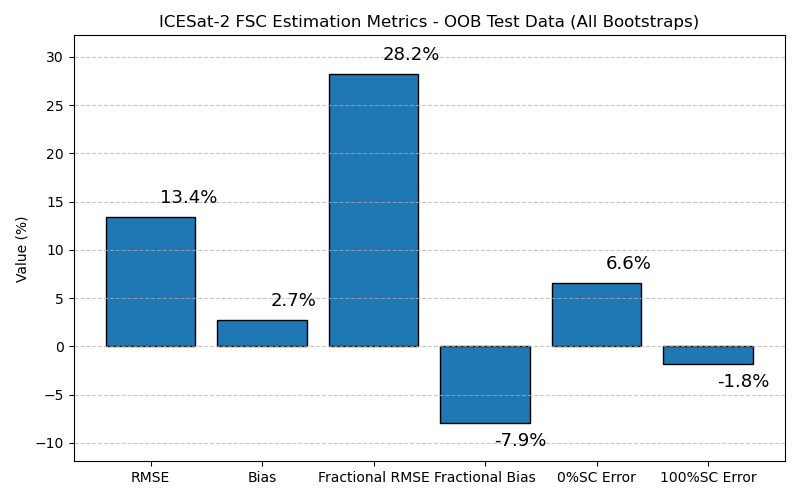 ICESat-2 FSC Estimation Metrics - OOB Test Data (All Bootstraps)
Value (%)
30
25
20
15
10
5
0
−5
−10
13.4%
2.7%
28.2%
-7.9%
6.6%
-1.8%
RMSE
Bias
Fractional RMSE
Fractional Bias
0%SC Error
100%SC Error